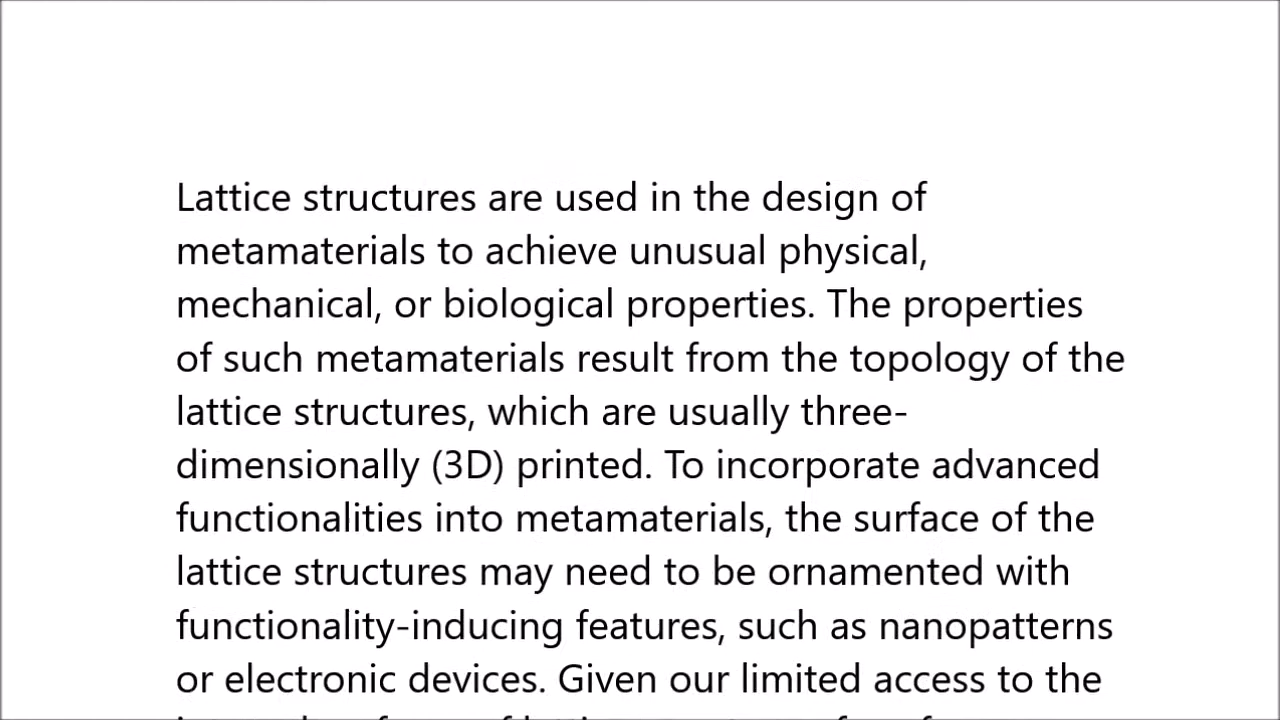 Lattice structures are used in the design of
metamaterials to achieve unusual physical,
mechanical, or biological properties. The properties
of such metamaterials result from the topology of the
lattice structures, which are usually three-
dimensionally (3D) printed. To incorporate advanced
functionalities into metamaterials, the surface of the
lattice structures may need to be ornamented with
functionality-inducing features, such as nanopatterns
or electronic devices. Given our limited access to the